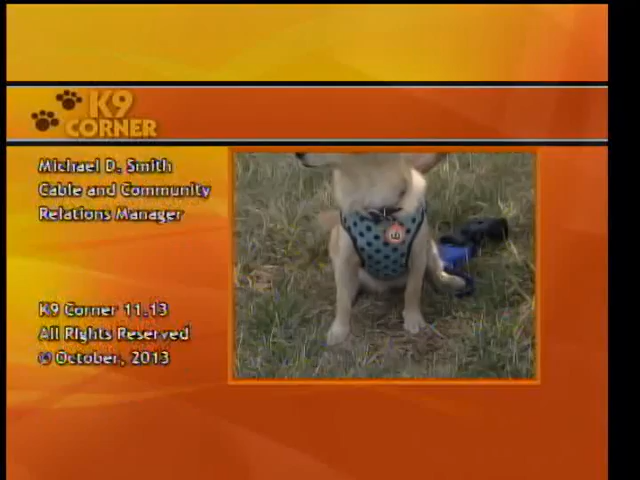 K9
CORNER
Michael D. Smith
Cable and Community
Relations Manager
K9 Corner 11.13
All Rights Reserved
© October, 2013